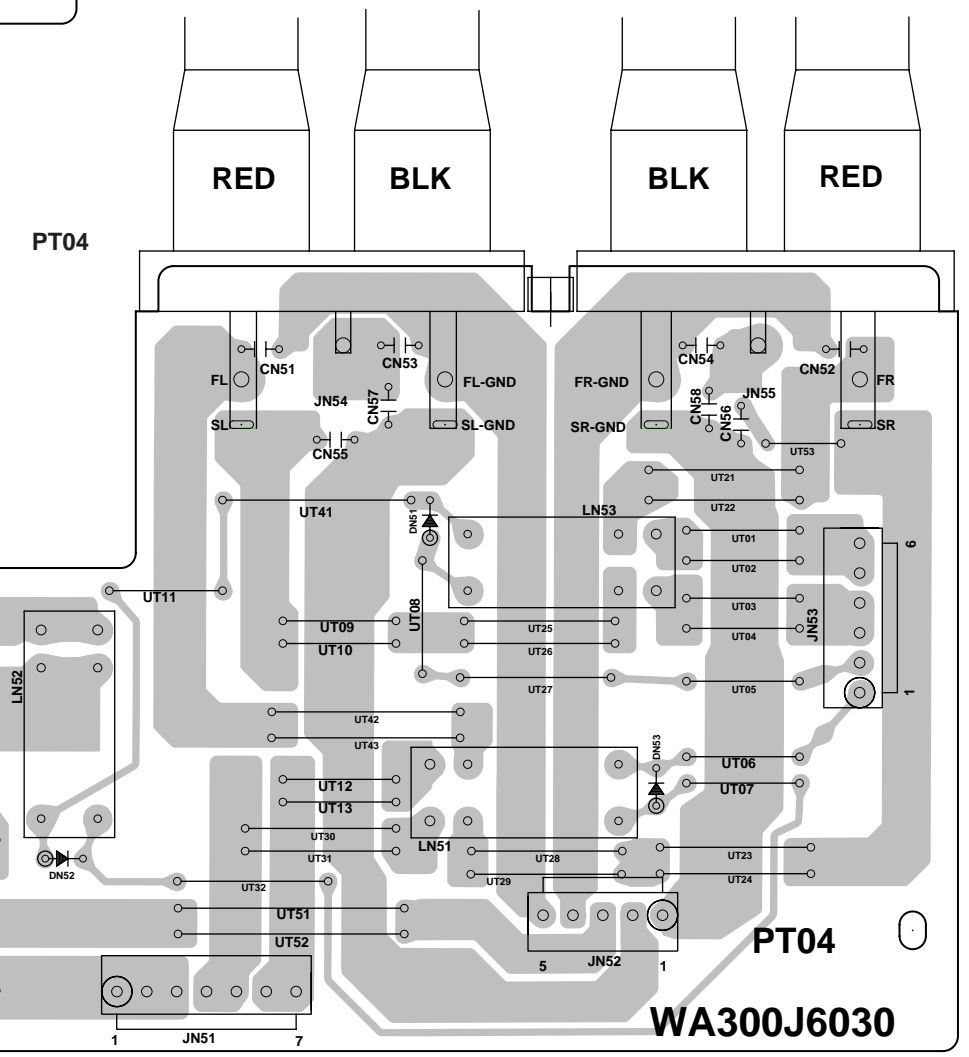 RED
BLK
BLK
RED
PT04
CN51
CN53
CN54
CN52
FL
JN54
CN57
FL-GND
FR-GND
CN58
CN56
JN55
FR
SL
SL-GND
SR-GND
SR
CN55
UT53
UT21
UT41
DN51
LN53
UT22
UT01
6
UT02
UT11
UT08
UT03
UT09
UT25
UT04
JN53
UT10
UT26
LN52
UT27
UT05
1
UT42
UT43
DN53
UT06
UT12
UT07
UT13
UT30
LN51
UT31
UT28
UT23
DN52
UT32
UT29
UT24
UT51
UT52
PT04
5
JN52
1
WA300J6030
1
JN51
7